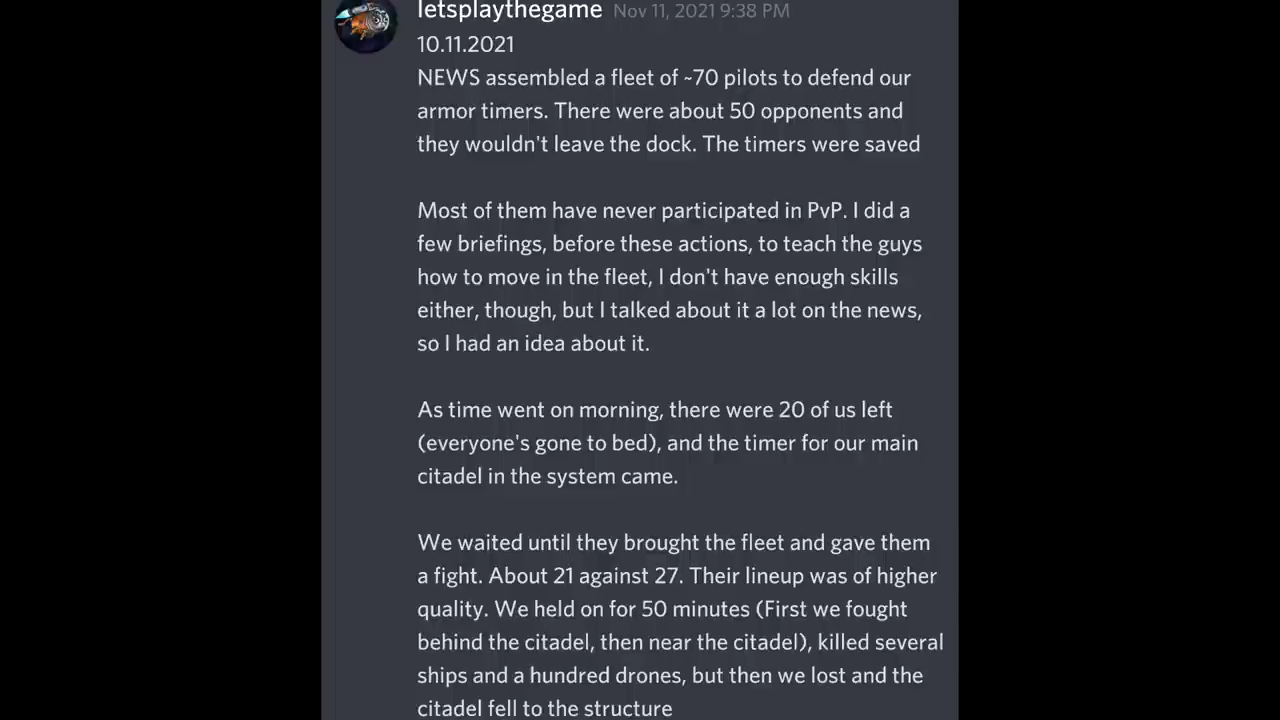 letsplaythegame Nov 11, 2021 9:38 PM
10.11.2021
NEWS assembled a fleet of ~70 pilots to defend our
armor timers. There were about 50 opponents and
they wouldn't leave the dock. The timers were saved
Most of them have never participated in PvP. I did a
few briefings, before these actions, to teach the guys
how to move in the fleet, I don't have enough skills
either, though, but I talked about it a lot on the news,
so I had an idea about it.
As time went on morning, there were 20 of us left
(everyone's gone to bed), and the timer for our main
citadel in the system came.
We waited until they brought the fleet and gave them
a fight. About 21 against 27. Their lineup was of higher
quality. We held on for 50 minutes (First we fought
behind the citadel, then near the citadel), killed several
ships and a hundred drones, but then we lost and the
citadel fell to the structure